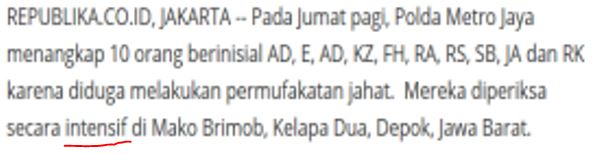 REPUBLIKA.CO.ID, JAKARTA -- Pada Jumat pagi, Polda Metro Jaya
menangkap 10 orang berinisial AD, E, AD, KZ, FH, RA, RS, SB, JA dan RK
karena diduga melakukan permufakatan jahat.  Mereka diperiksa
secara intensif di Mako Brimob, Kelapa Dua, Depok, Jawa Barat.